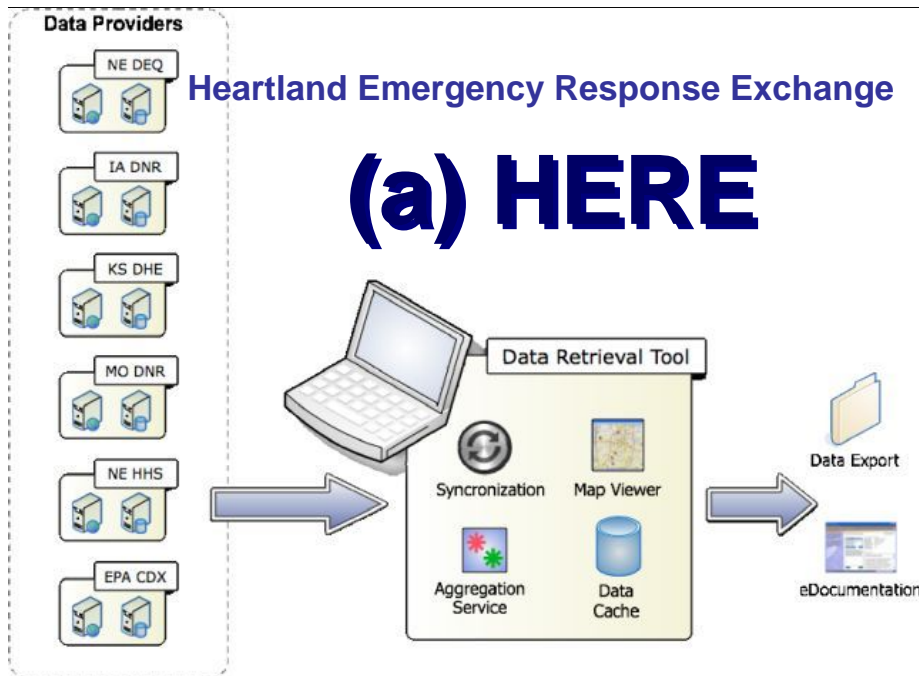 Data Providers
NE DEQ
Heartland Emergency Response Exchange
IA DNR
(a) HERE
KS DHE
MO DNR
NE HHS
EPA CDX
Data Retrieval Tool
Syncronization
Map Viewer
Aggregation
Service
Data
Cache
Data Export
eDocumentation